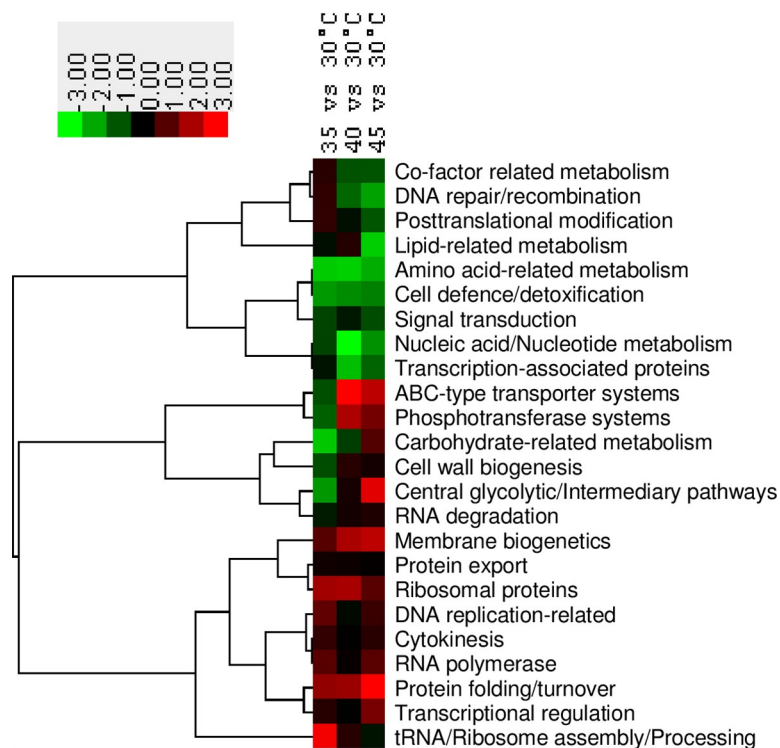 -3.00
-2.00
-1.00
0.00
1.00
2.00
3.00
35 vs 30°C
40 vs 30°C
45 vs 30°C
Co-factor related metabolism
DNA repair/recombination
Posttranslational modification
Lipid-related metabolism
Amino acid-related metabolism
Cell defence/detoxification
Signal transduction
Nucleic acid/Nucleotide metabolism
Transcription-associated proteins
ABC-type transporter systems
Phosphotransferase systems
Carbohydrate-related metabolism
Cell wall biogenesis
Central glycolytic/Intermediary pathways
RNA degradation
Membrane biogenetics
Protein export
Ribosomal proteins
DNA replication-related
Cytokinesis
RNA polymerase
Protein folding/turnover
Transcriptional regulation
tRNA/Ribosome assembly/Processing